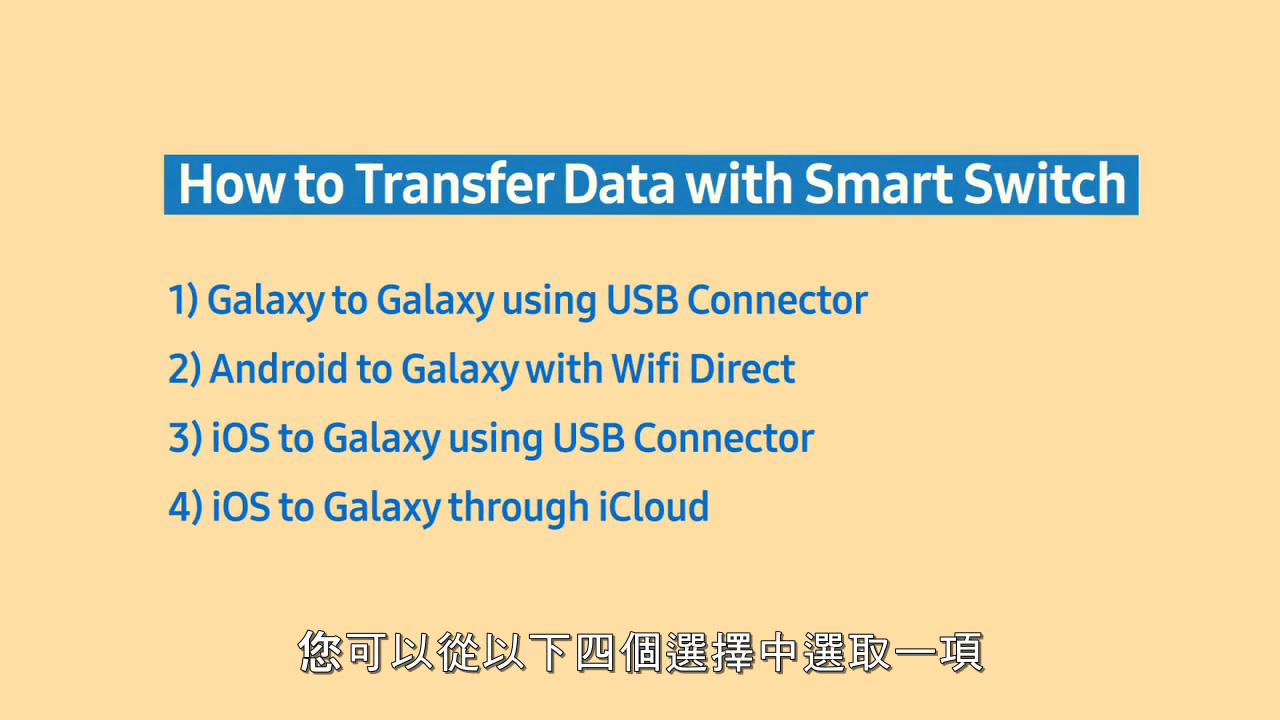 How to Transfer Data with Smart Switch
1) Galaxy to Galaxy using USB Connector
2) Android to Galaxy with Wifi Direct
3) iOS to Galaxy using USB Connector
4) iOS to Galaxy through iCloud
您可以從以下四個選擇中選取一項